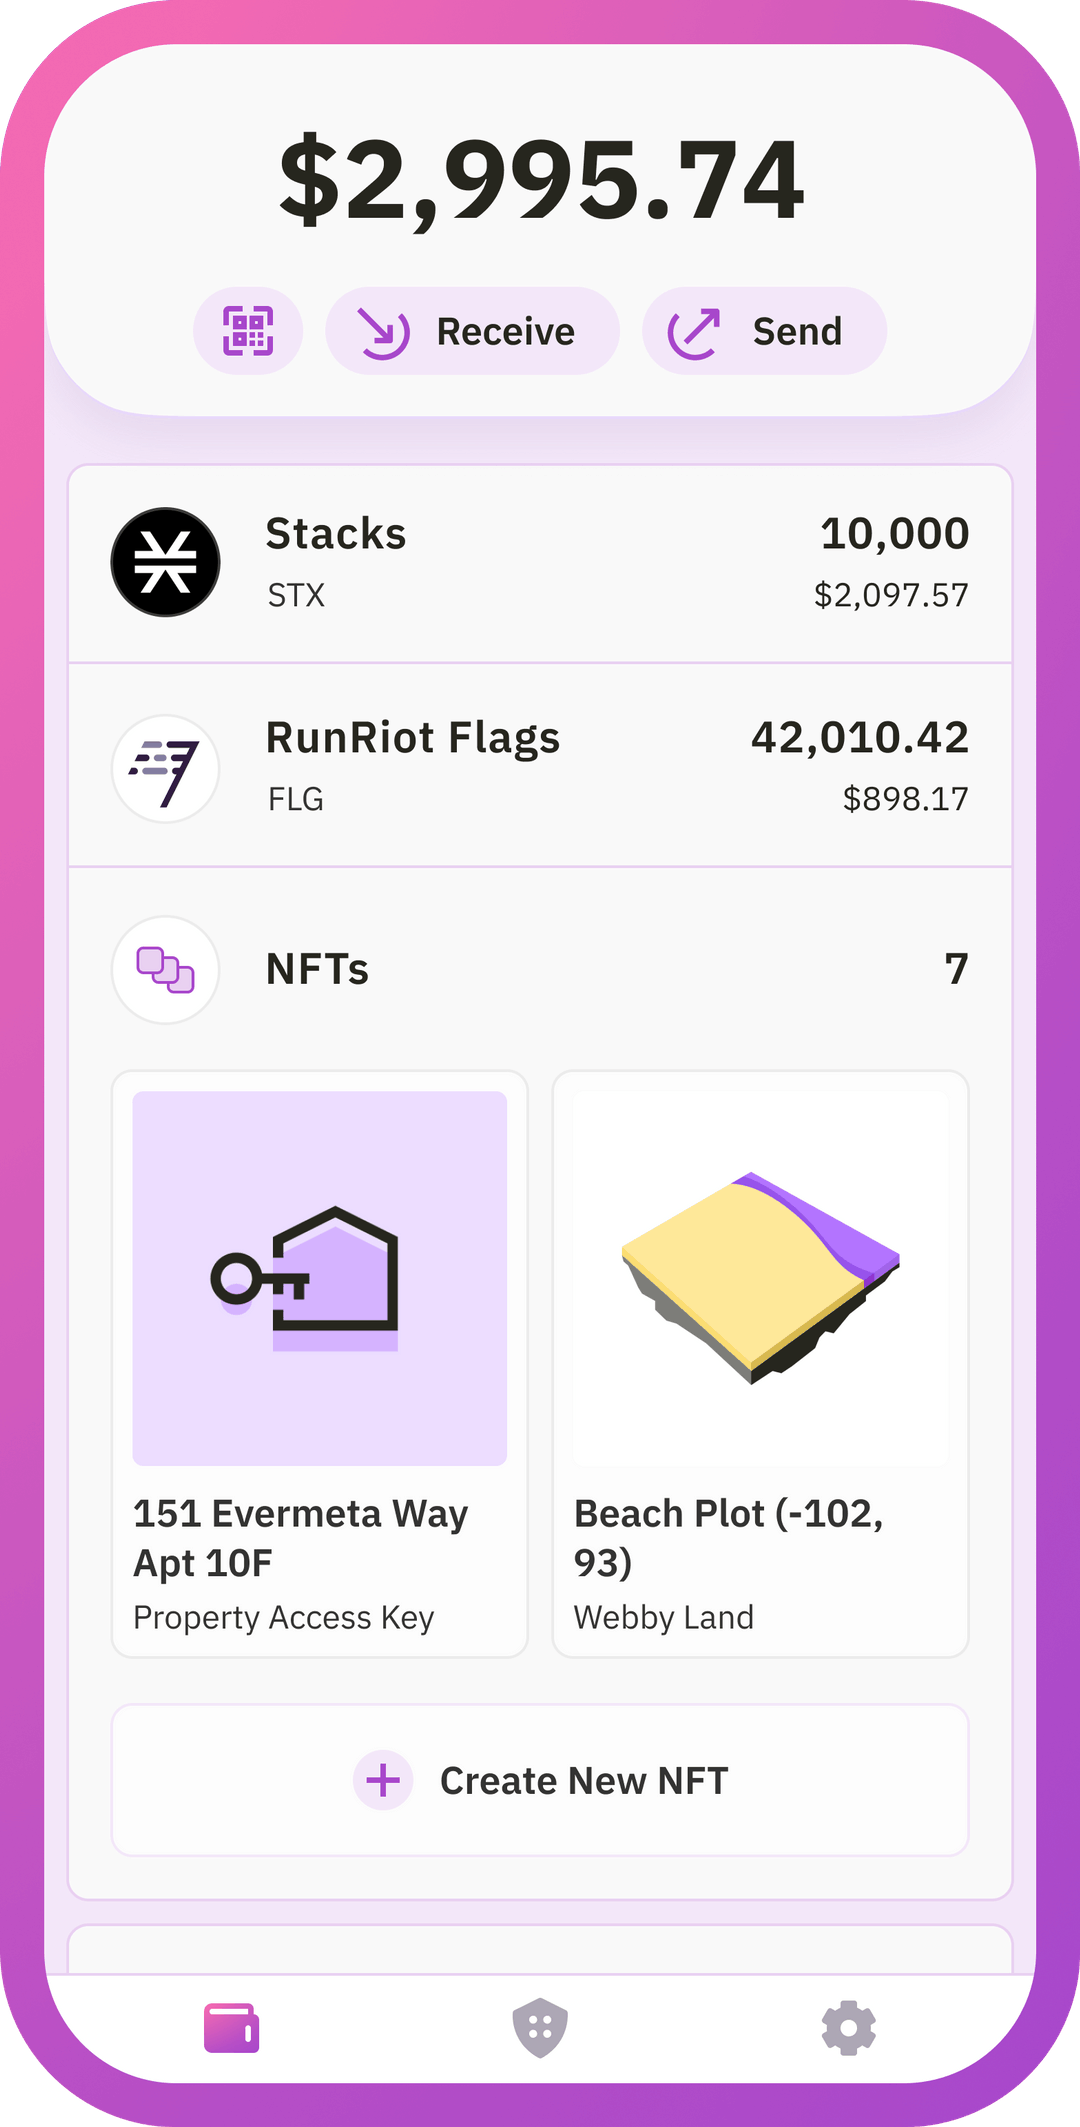 $2,995.74
Receive
Send
Stacks
10,000
STX
$2,097.57
RunRiot Flags
42,010.42
FLG
$898.17
NFTs
7
151 Evermeta Way
Apt 10F
Property Access Key
Beach Plot (-102,
93)
Webby Land
Create New NFT